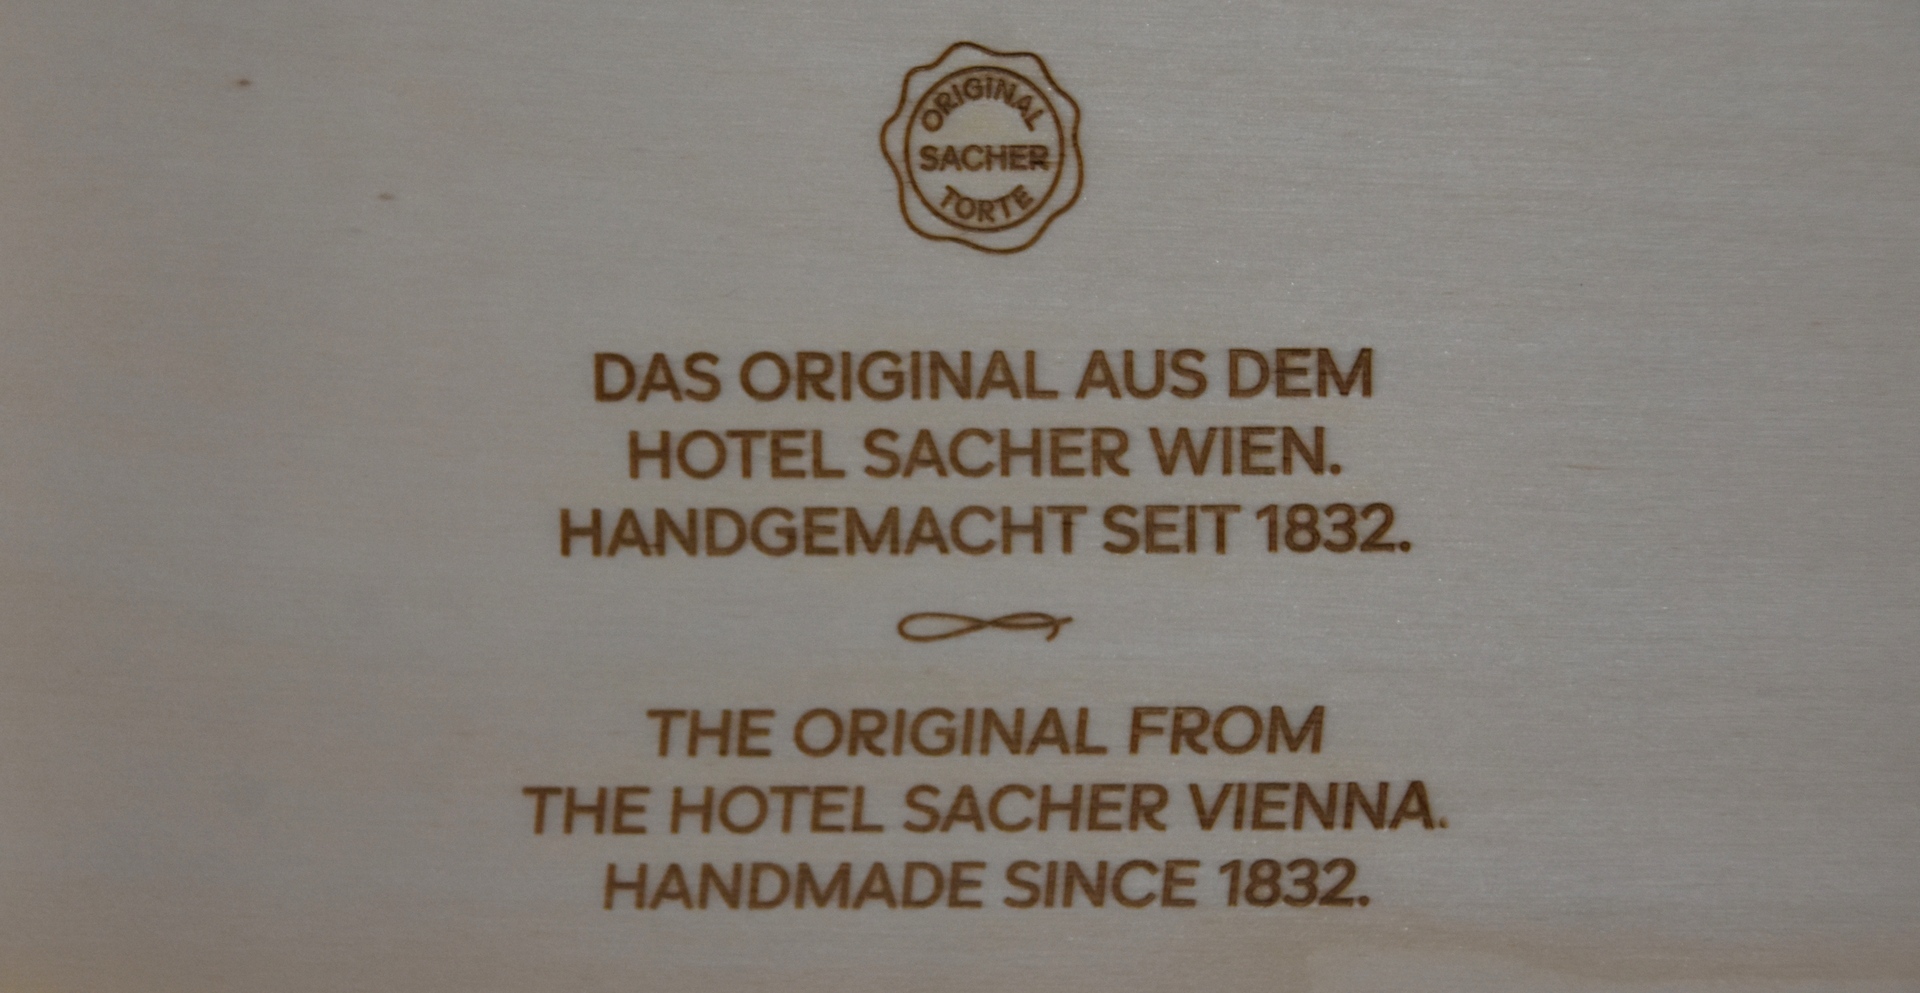 ORIGINAL
SACHER
TORTE
DAS ORIGINAL AUS DEM
HOTEL SACHER WIEN.
HANDGEMACHT SEIT 1832.
THE ORIGINAL FROM
THE HOTEL SACHER VIENNA.
HANDMADE SINCE 1832.